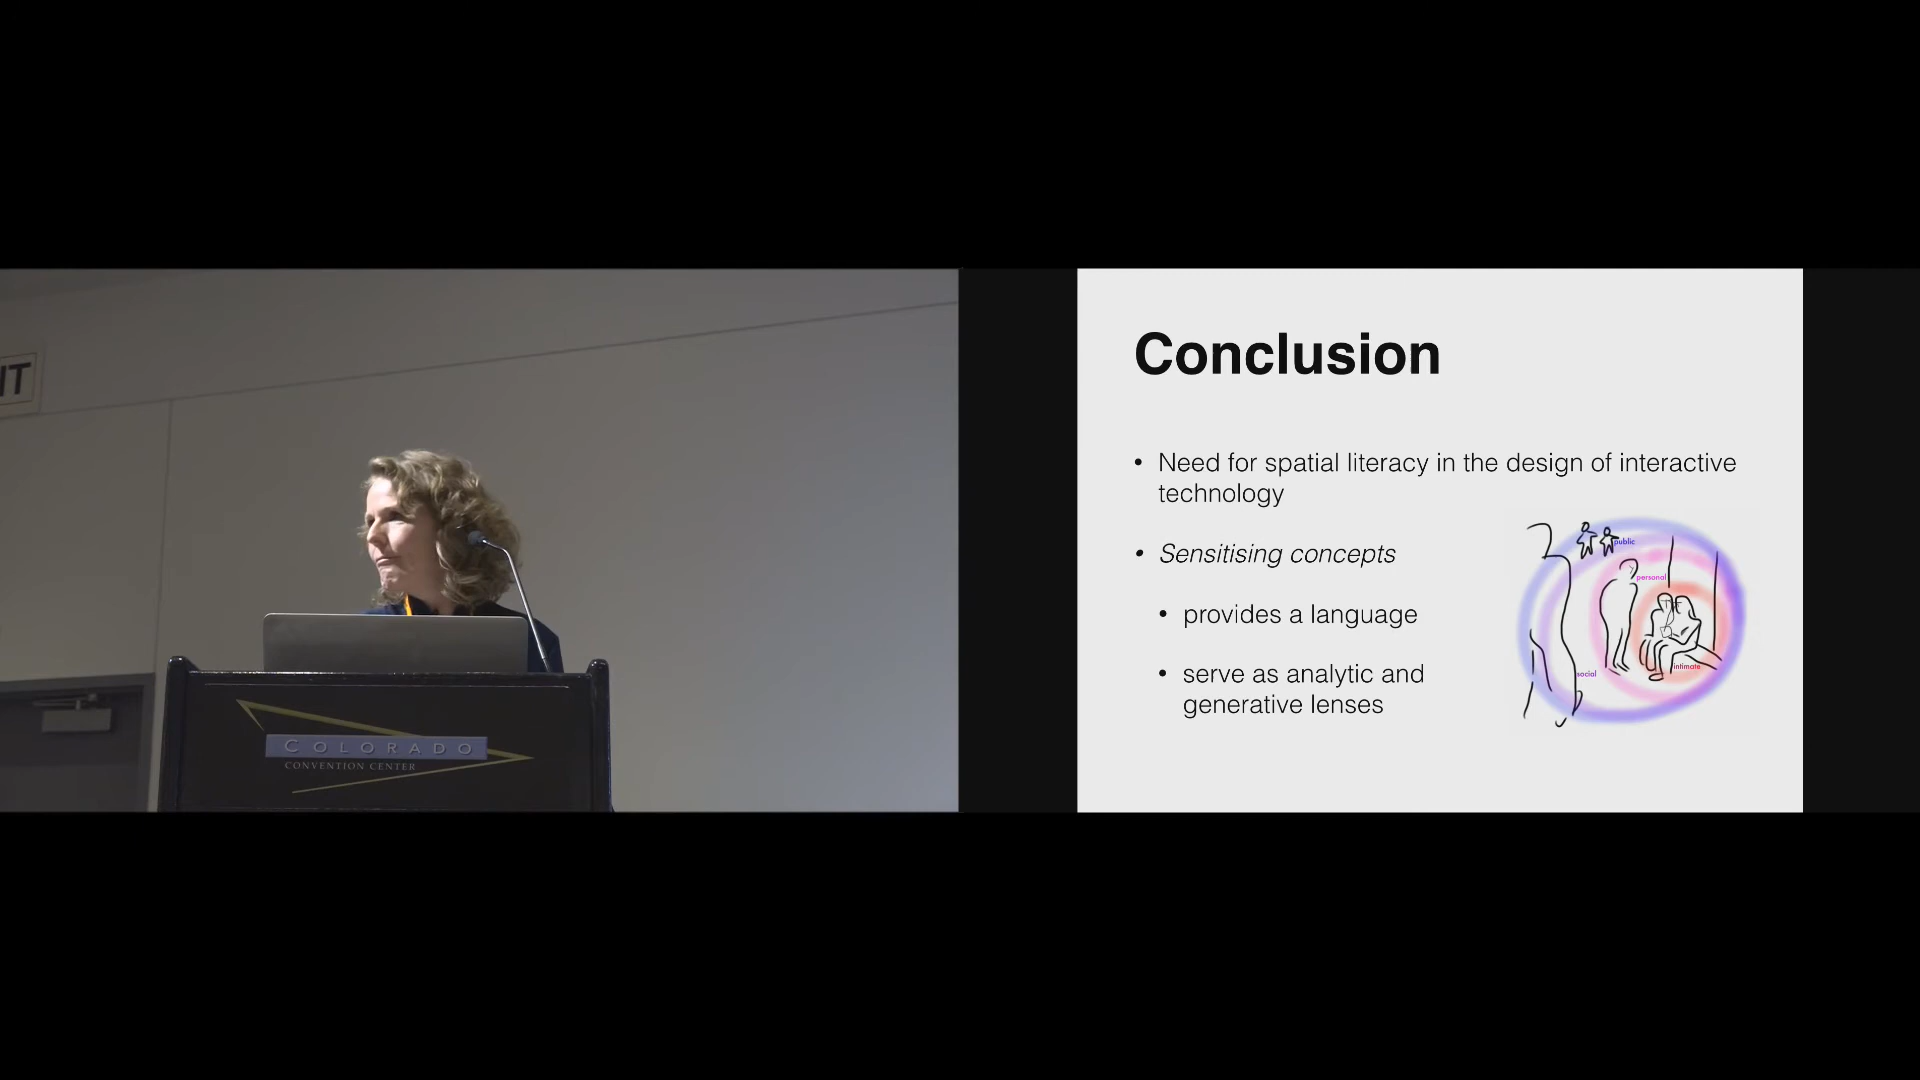 IT
COLORADO
CONVENTION CENTER
Conclusion
• Need for spatial literacy in the design of interactive
technology
• Sensitising concepts
• provides a language
• serve as analytic and
generative lenses
public
personal
intimate
social